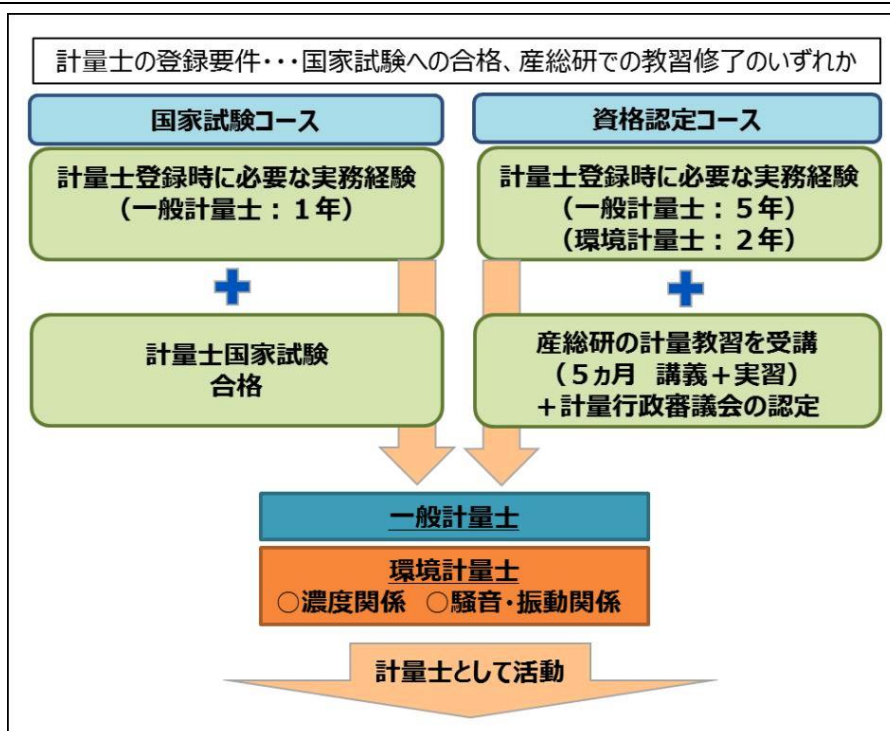 計量士の登録要件・・・国家試験への合格、産総研での教習修了のいずれか
国家試験コース
計量士登録時に必要な実務経験
（一般計量士：１年）
計量士国家試験
合格
資格認定コース
計量士登録時に必要な実務経験
（一般計量士：５年）
（環境計量士：２年）
産総研の計量教習を受講
（５ヵ月　講義＋実習）
＋計量行政審議会の認定
一般計量士
環境計量士
○濃度関係　○騒音・振動関係
計量士として活動